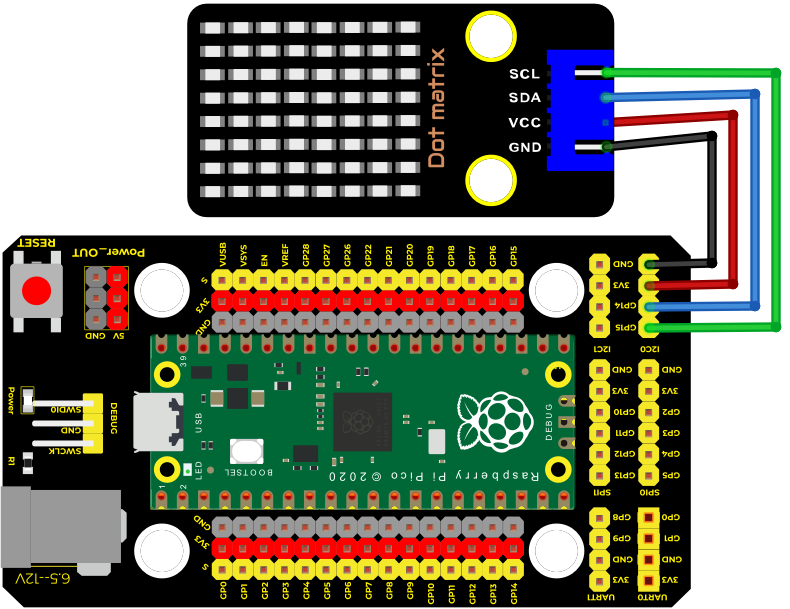 SCL
SDA
VCC
GND
Dot matrix
RESET
Power_OUT
GND
5V
VUSB
VSYS
EN
VREF
GP28
GP27
GP26
GP22
GP21
GP20
GP19
GP18
GP17
GP16
GP15
S
3V3
GND
GND
3V3
GP14
GP15
I2C1
I2C0
39
USB
LED
BOOTSEL
Raspberry Pi Pico © 2020
DEBUG
1
2
Power
R1
DEBUG
SWDIO
GND
SWCLK
GND
3V3
GP10
GP11
GP12
GP13
SPI1
GND
3V3
GP2
GP3
GP4
GP5
SPI0
GND
3V3
S
GP0
GP1
GP2
GP3
GP4
GP5
GP6
GP7
GP8
GP9
GP10
GP11
GP12
GP13
GP14
GP8
GP9
GND
3V3
UART1
GP0
GP1
GND
3V3
UART0
6.5--12V